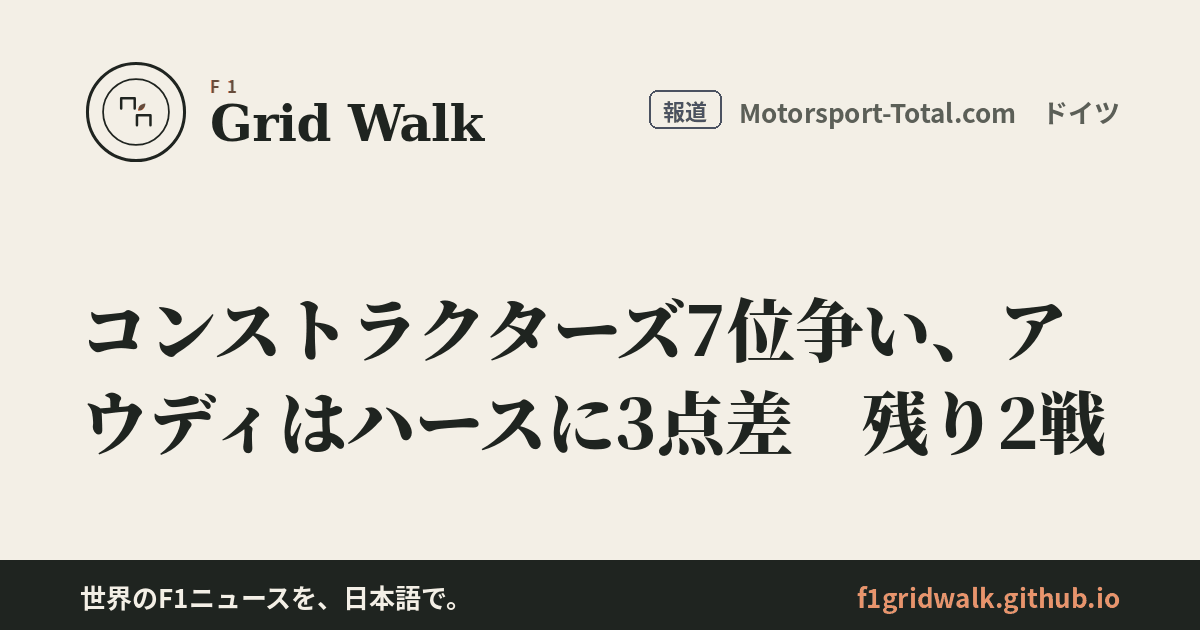 F1
Grid Walk
報道 Motorsport-Total.com ドイツ
コンストラクターズ7位争い、ア
ウディはハースに3点差　残り2戦
世界のF1ニュースを、日本語で。
f1gridwalk.github.io